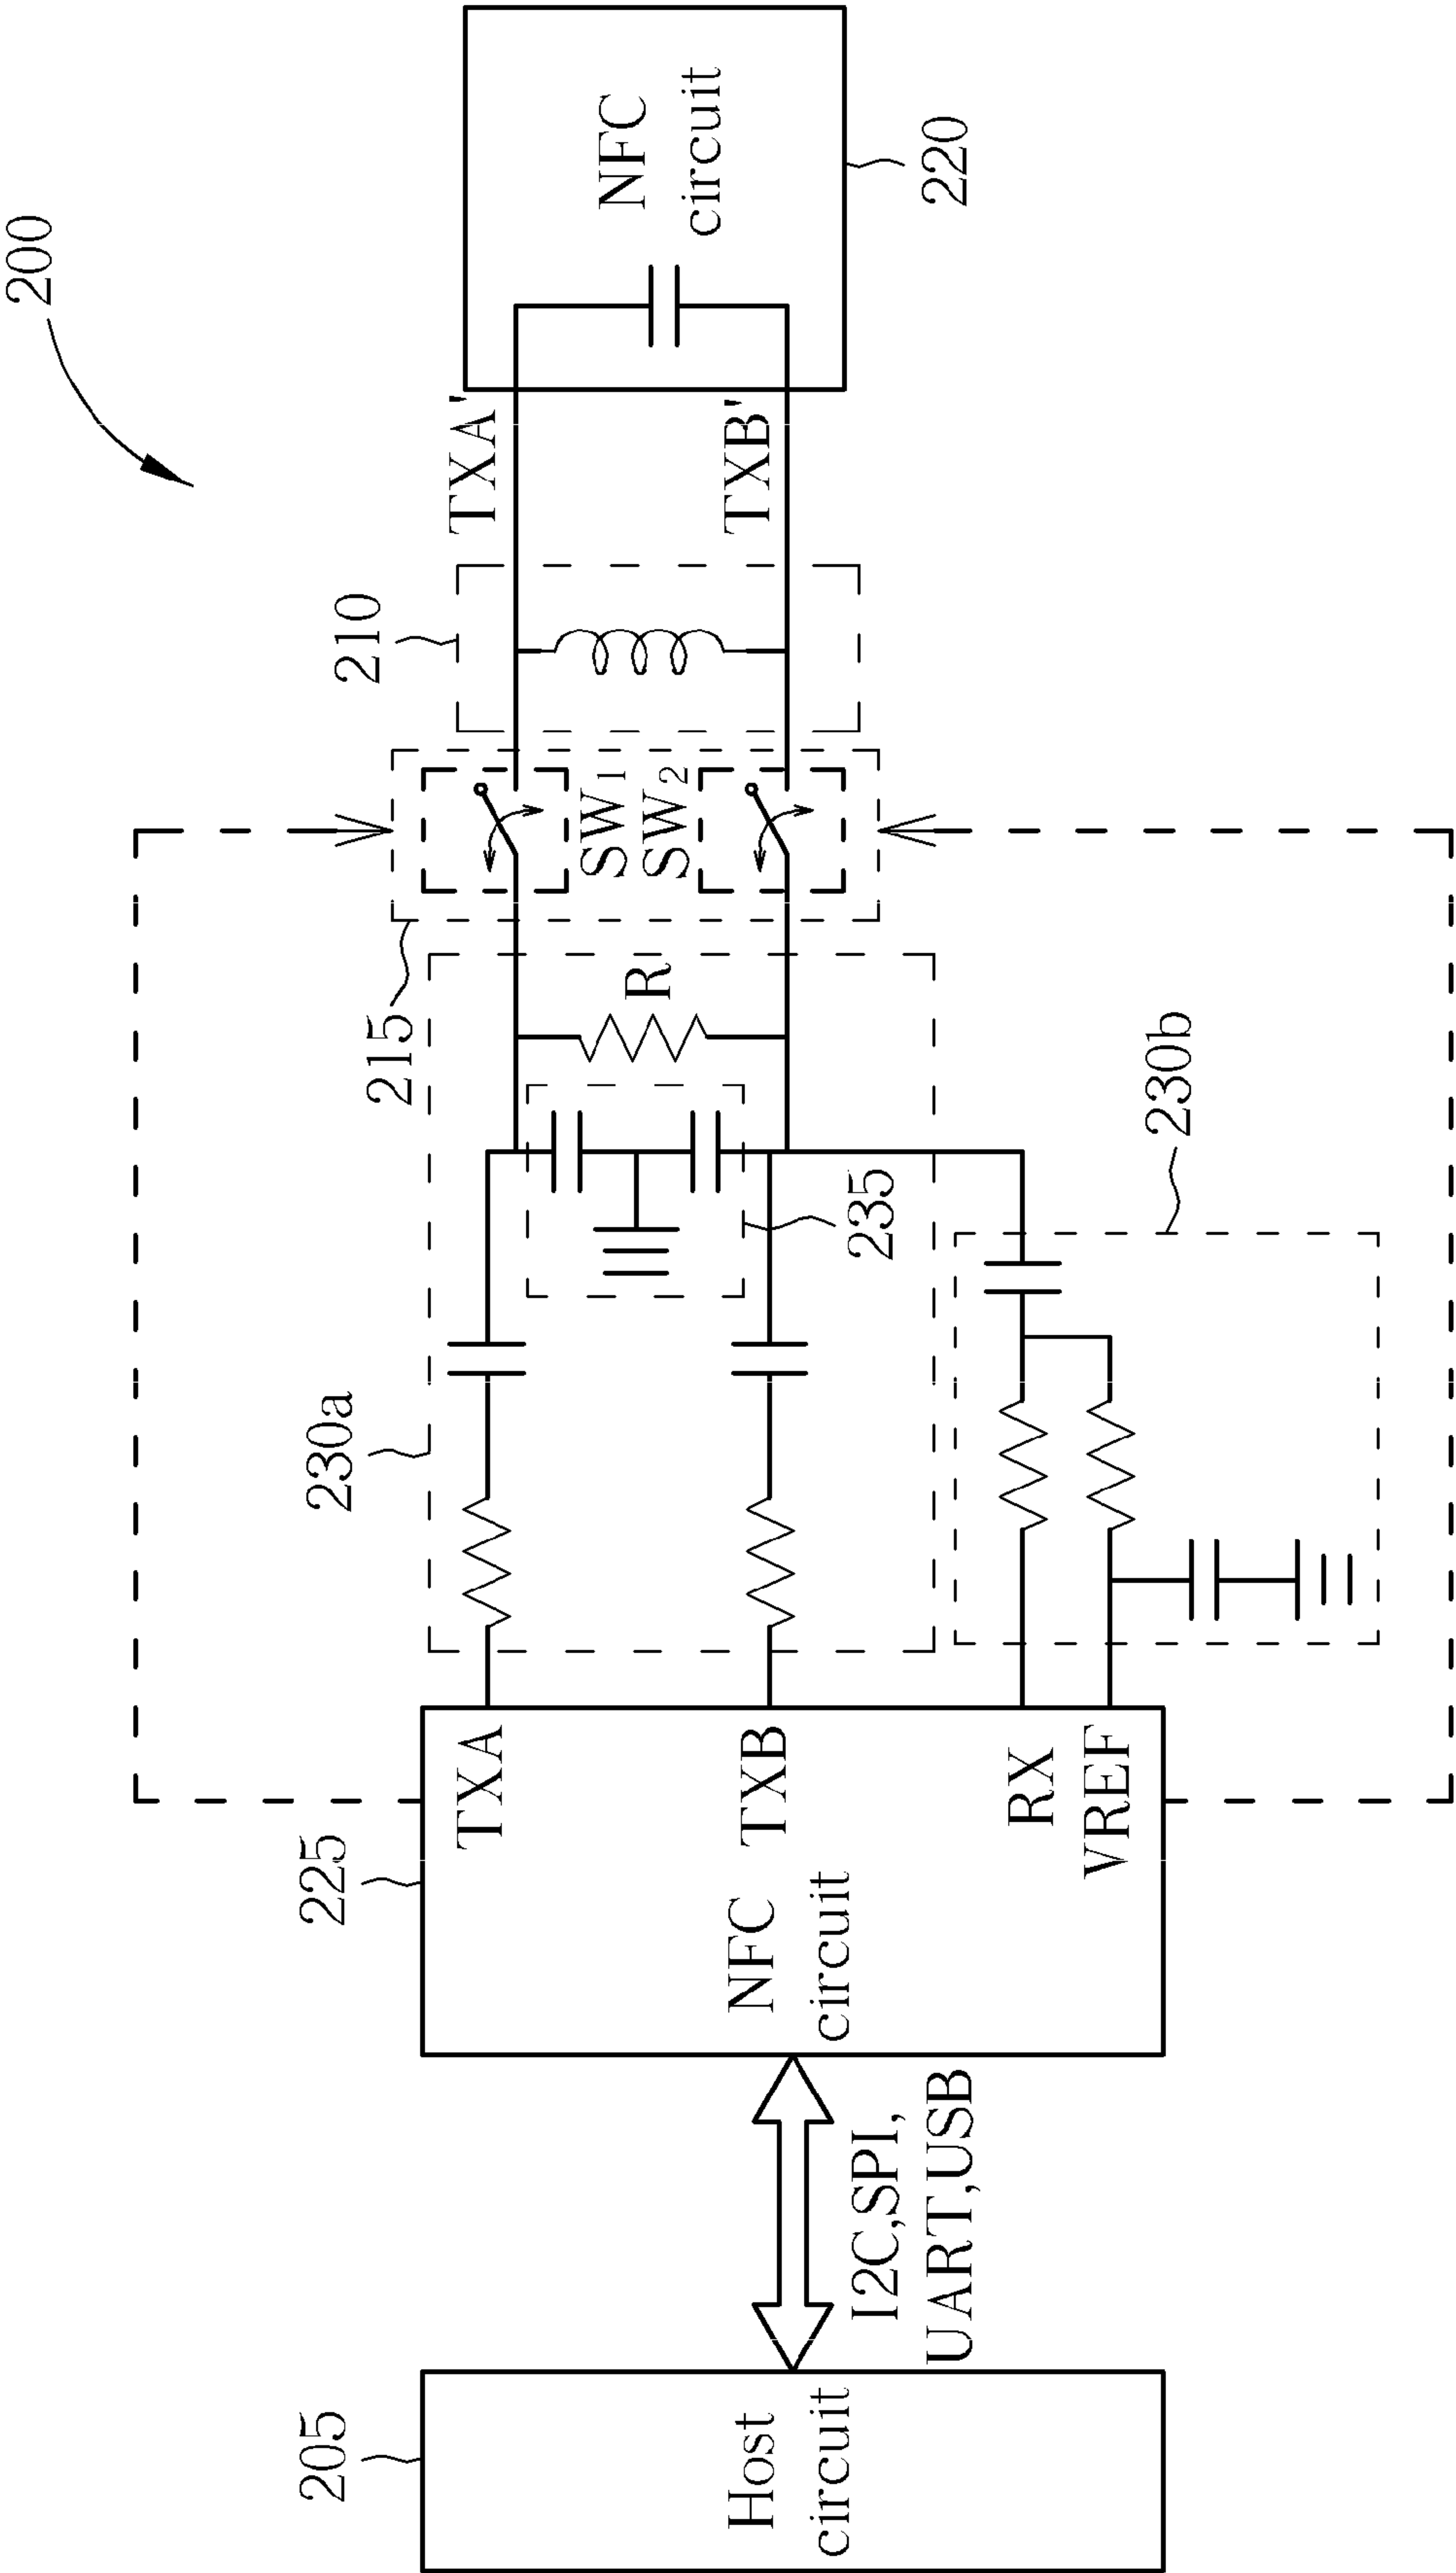 200
205
Host
circuit
I2C,SPI,
UART,USB
225
NFC
circuit
TXA
TXB
RX
VREF
230a
235
230b
R
215
SW1
SW2
210
TXA'
TXB'
NFC
circuit
220